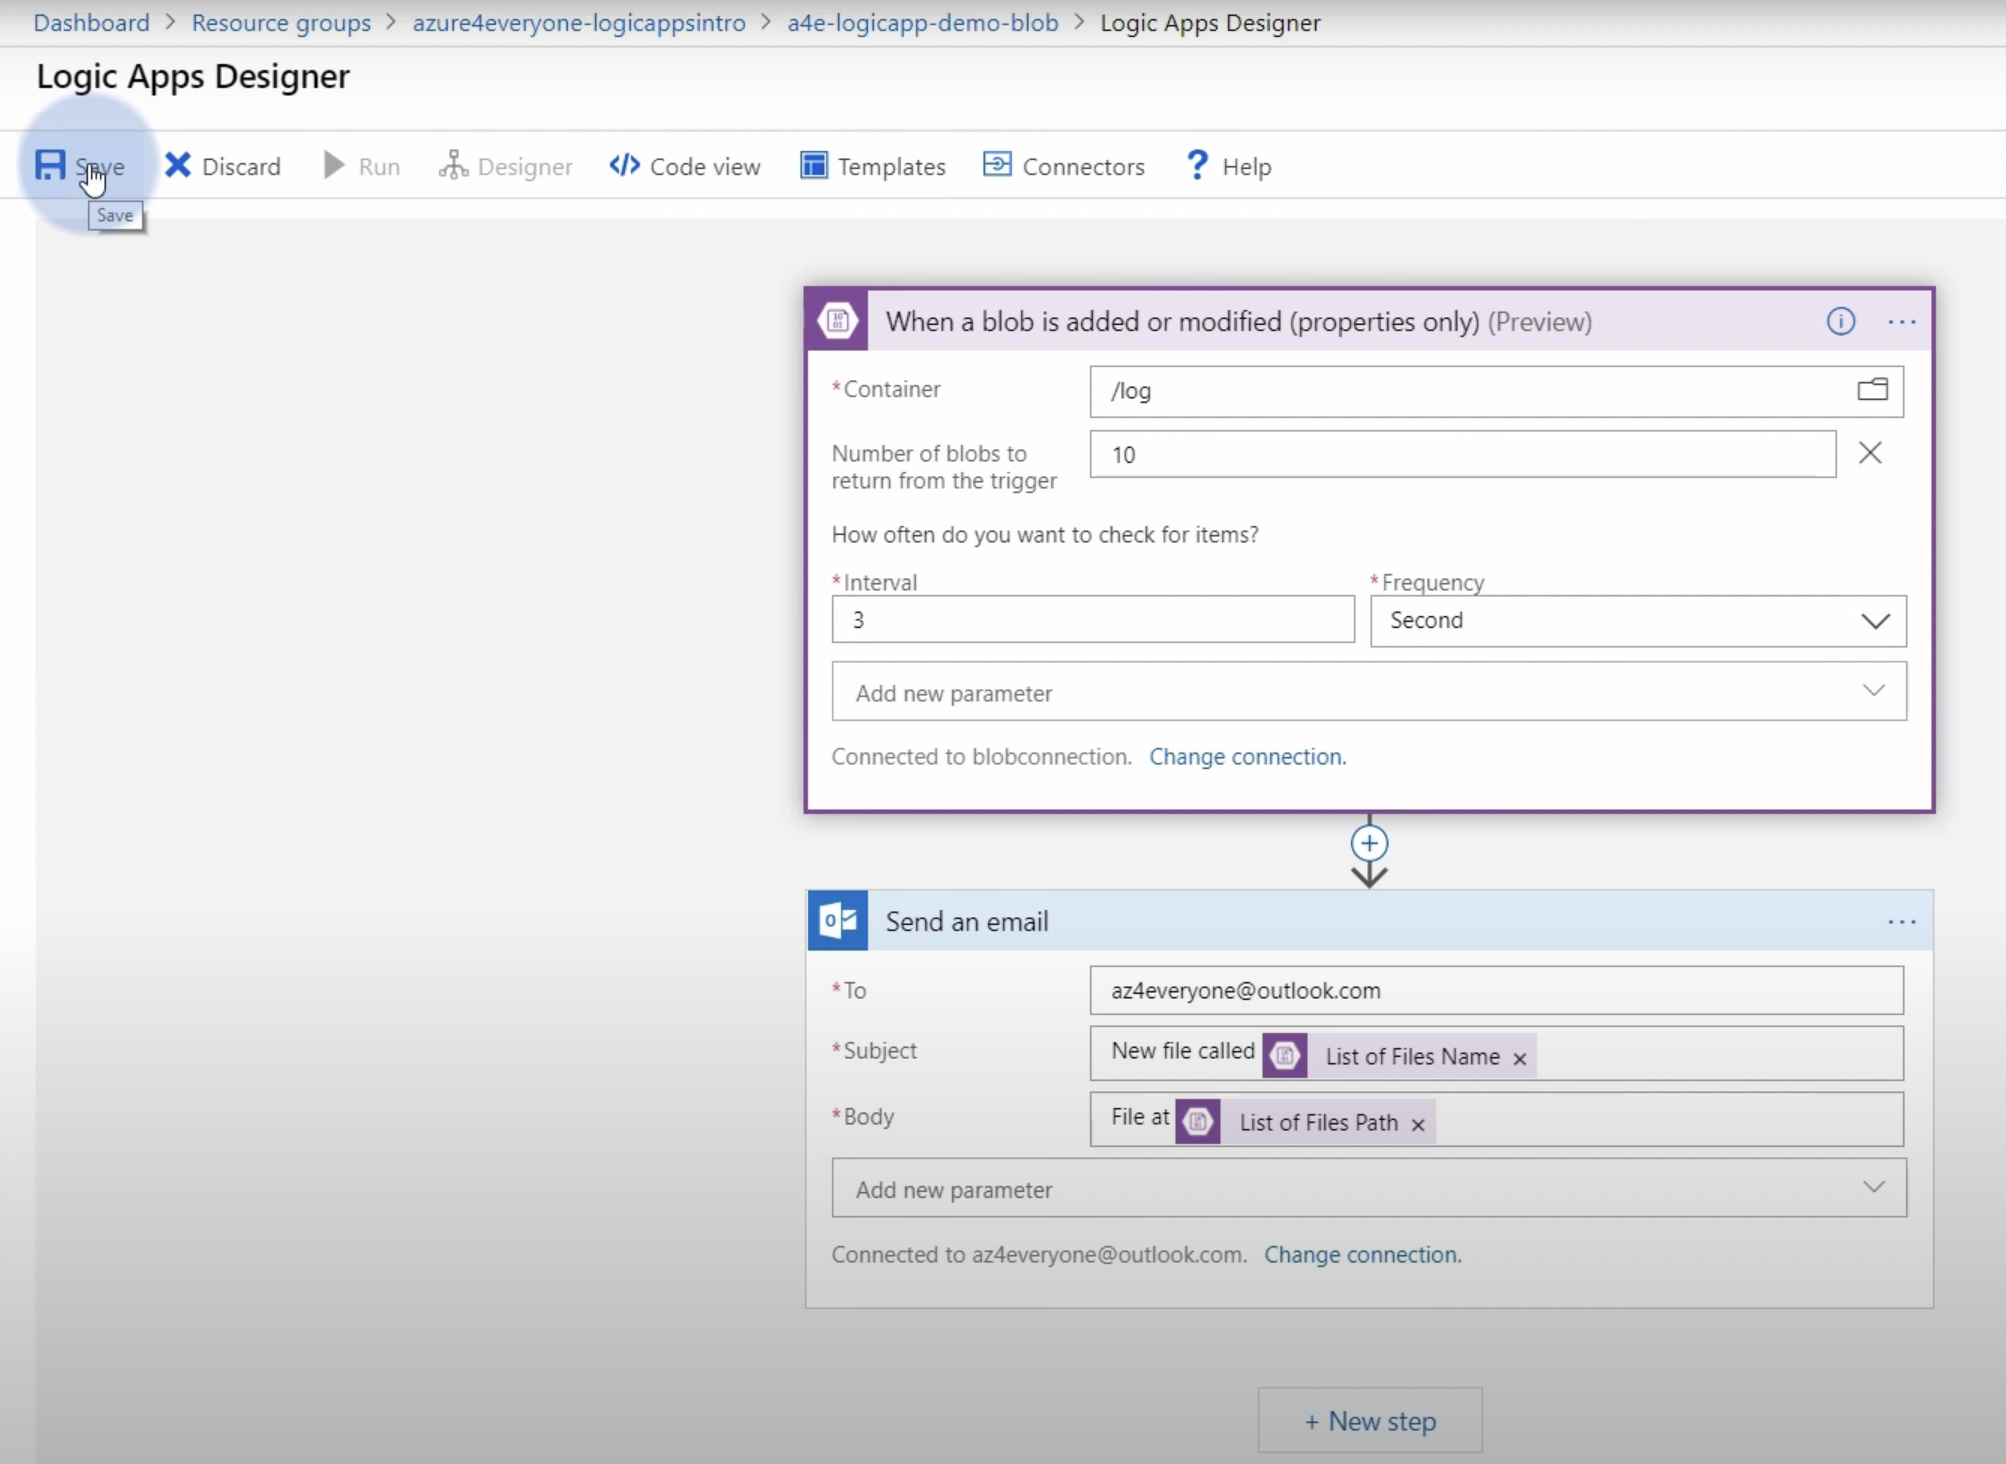 Dashboard > Resource groups > azure4everyone-logicappsintro > a4e-logicapp-demo-blob > Logic Apps Designer
Logic Apps Designer
Save Discard Run Designer </> Code view Templates Connectors ? Help
Save
When a blob is added or modified (properties only) (Preview)
*Container /log
Number of blobs to return from the trigger 10
How often do you want to check for items?
*Interval *Frequency
3 Second
Add new parameter
Connected to blobconnection. Change connection.
Send an email
*To az4everyone@outlook.com
*Subject New file called List of Files Name ×
*Body File at List of Files Path ×
Add new parameter
Connected to az4everyone@outlook.com. Change connection.
+ New step